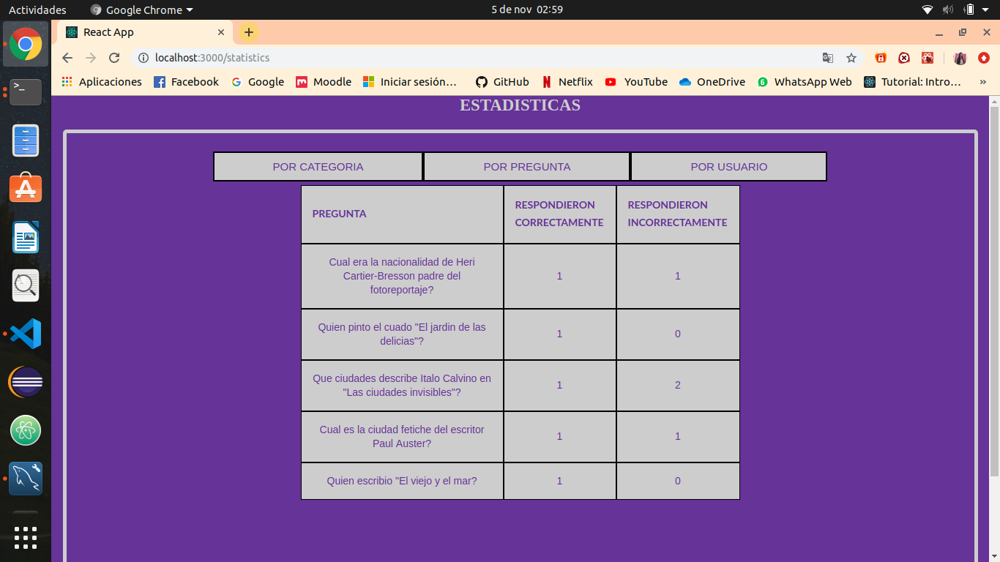 Actividades
Google Chrome
5 de nov 02:59
React App
localhost:3000/statistics
Aplicaciones
Facebook
Google
Moodle
Iniciar sesión…
GitHub
Netflix
YouTube
OneDrive
6
WhatsApp Web
Tutorial: Intro…
»
>_
ESTADISTICAS
POR CATEGORIA
POR PREGUNTA
POR USUARIO
PREGUNTA
RESPONDIERON
CORRECTAMENTE
RESPONDIERON
INCORRECTAMENTE
Cual era la nacionalidad de Heri
Cartier-Bresson padre del
fotoreportaje?
1
1
Quien pinto el cuado "El jardin de las
delicias"?
1
0
Que ciudades describe Italo Calvino en
"Las ciudades invisibles"?
1
2
Cual es la ciudad fetiche del escritor
Paul Auster?
1
1
Quien escribio "El viejo y el mar?
1
0